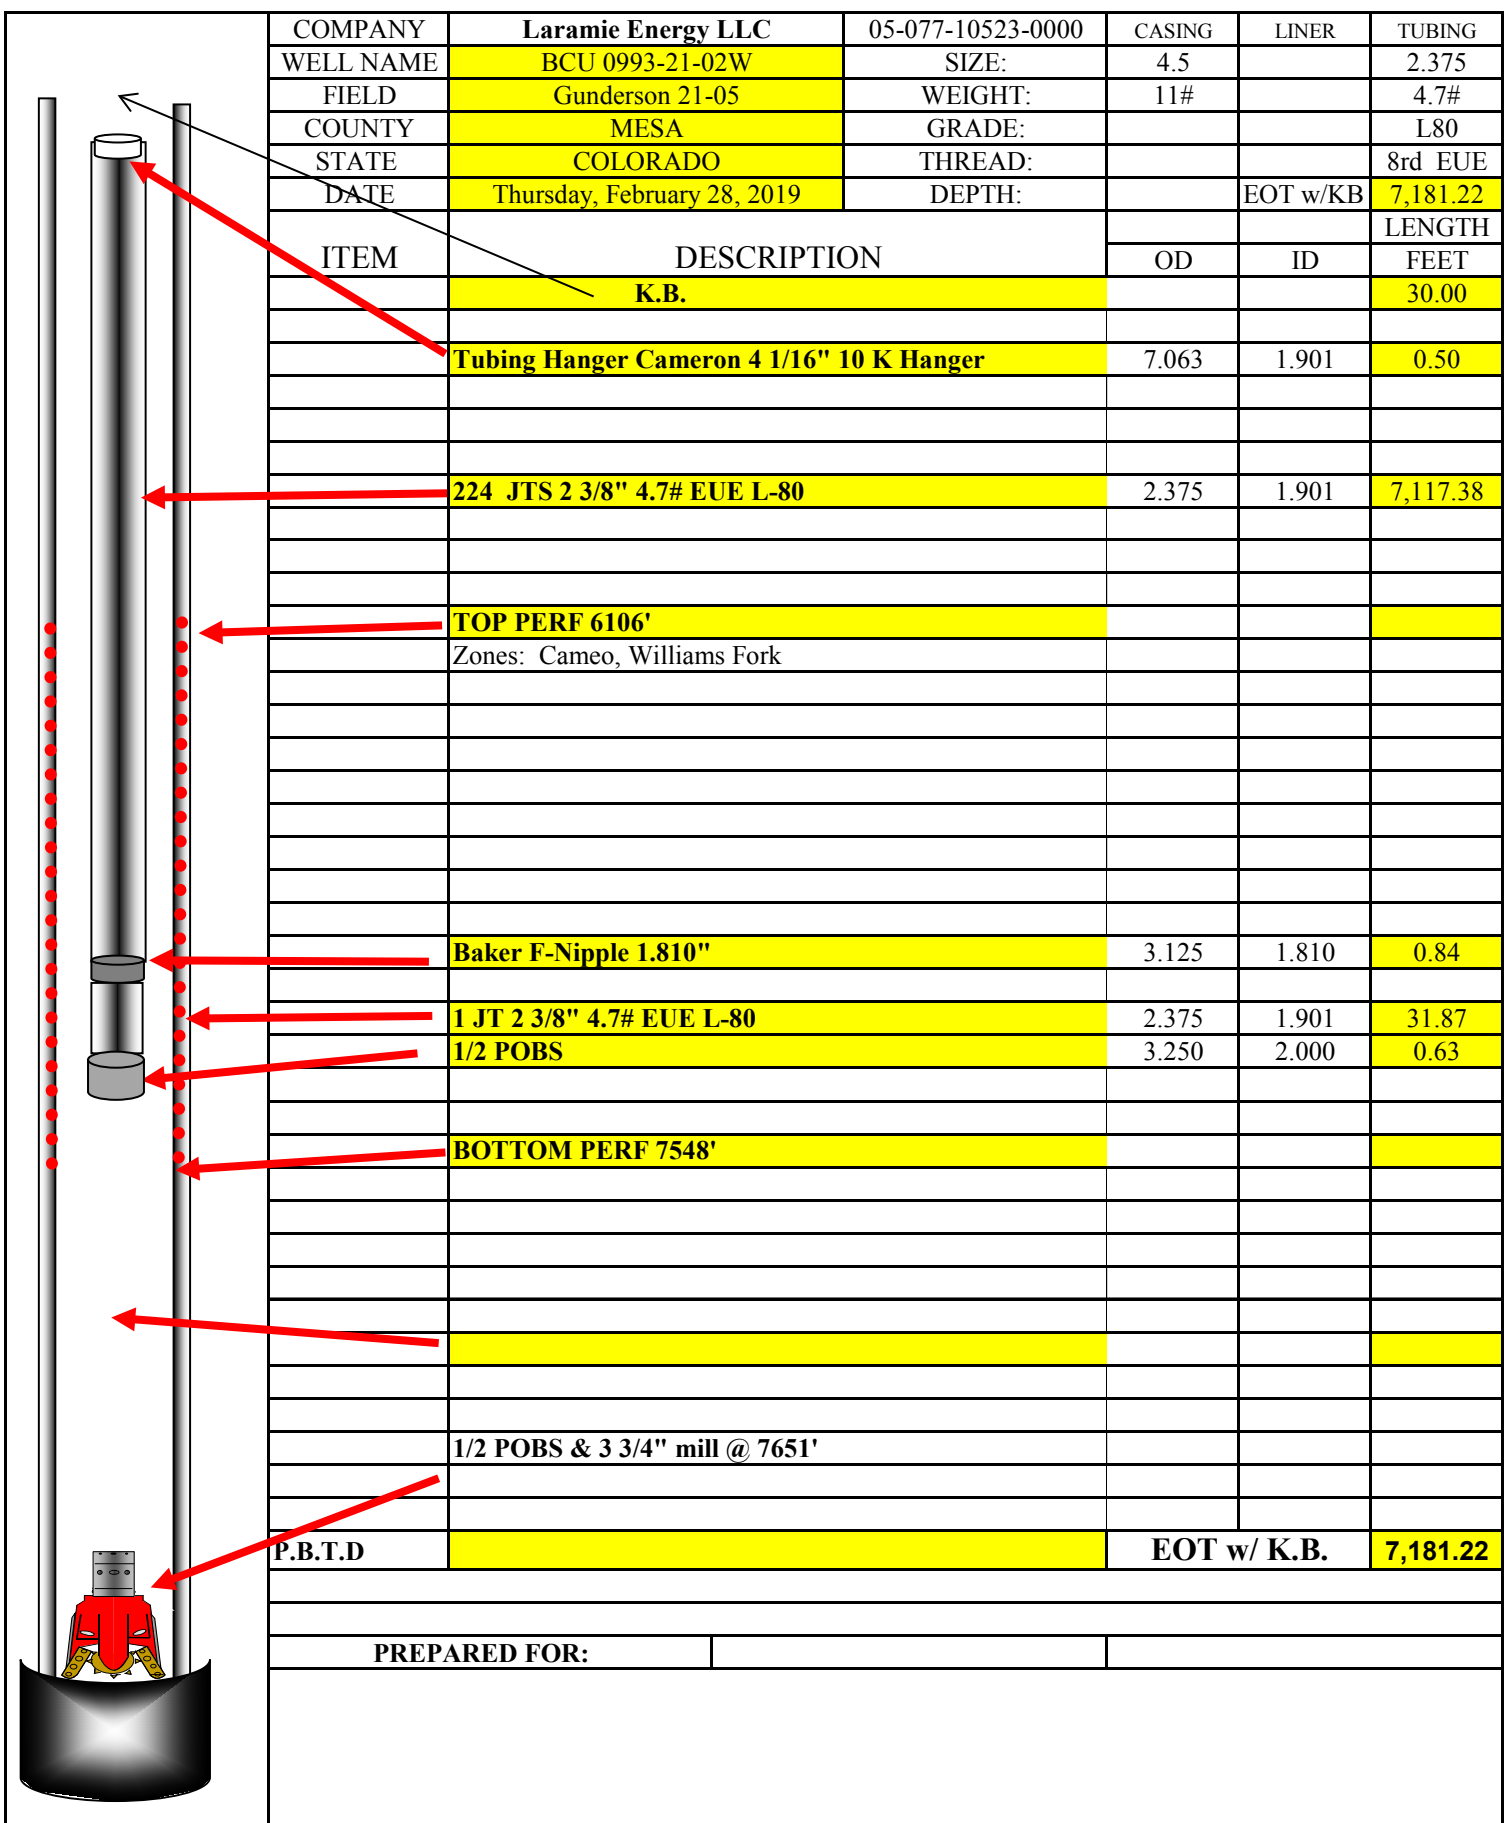 COMPANY Laramie Energy LLC 05-077-10523-0000 CASING LINER TUBING
WELL NAME BCU 0993-21-02W SIZE: 4.5 2.375
FIELD Gunderson 21-05 WEIGHT: 11# 4.7#
COUNTY MESA GRADE: L80
STATE COLORADO THREAD: 8rd EUE
DATE Thursday, February 28, 2019 DEPTH: EOT w/KB 7,181.22
LENGTH
ITEM DESCRIPTION OD ID FEET
K.B. 30.00
Tubing Hanger Cameron 4 1/16" 10 K Hanger 7.063 1.901 0.50
224 JTS 2 3/8" 4.7# EUE L-80 2.375 1.901 7,117.38
TOP PERF 6106'
Zones: Cameo, Williams Fork
Baker F-Nipple 1.810" 3.125 1.810 0.84
1 JT 2 3/8" 4.7# EUE L-80 2.375 1.901 31.87
1/2 POBS 3.250 2.000 0.63
BOTTOM PERF 7548'
1/2 POBS & 3 3/4" mill @ 7651'
P.B.T.D EOT w/ K.B. 7,181.22
PREPARED FOR: